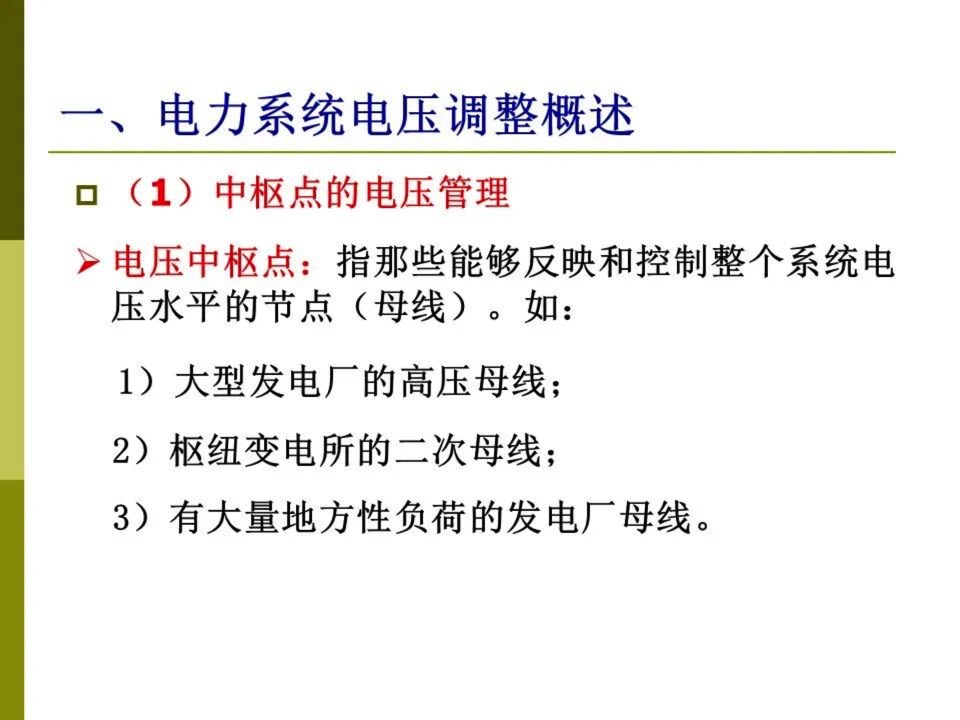 一、电力系统电压调整概述
（1）中枢点的电压管理
电压中枢点：指那些能够反映和控制整个系统电
压水平的节点（母线）。如：
1）大型发电厂的高压母线；
2）枢纽变电所的二次母线；
3）有大量地方性负荷的发电厂母线。